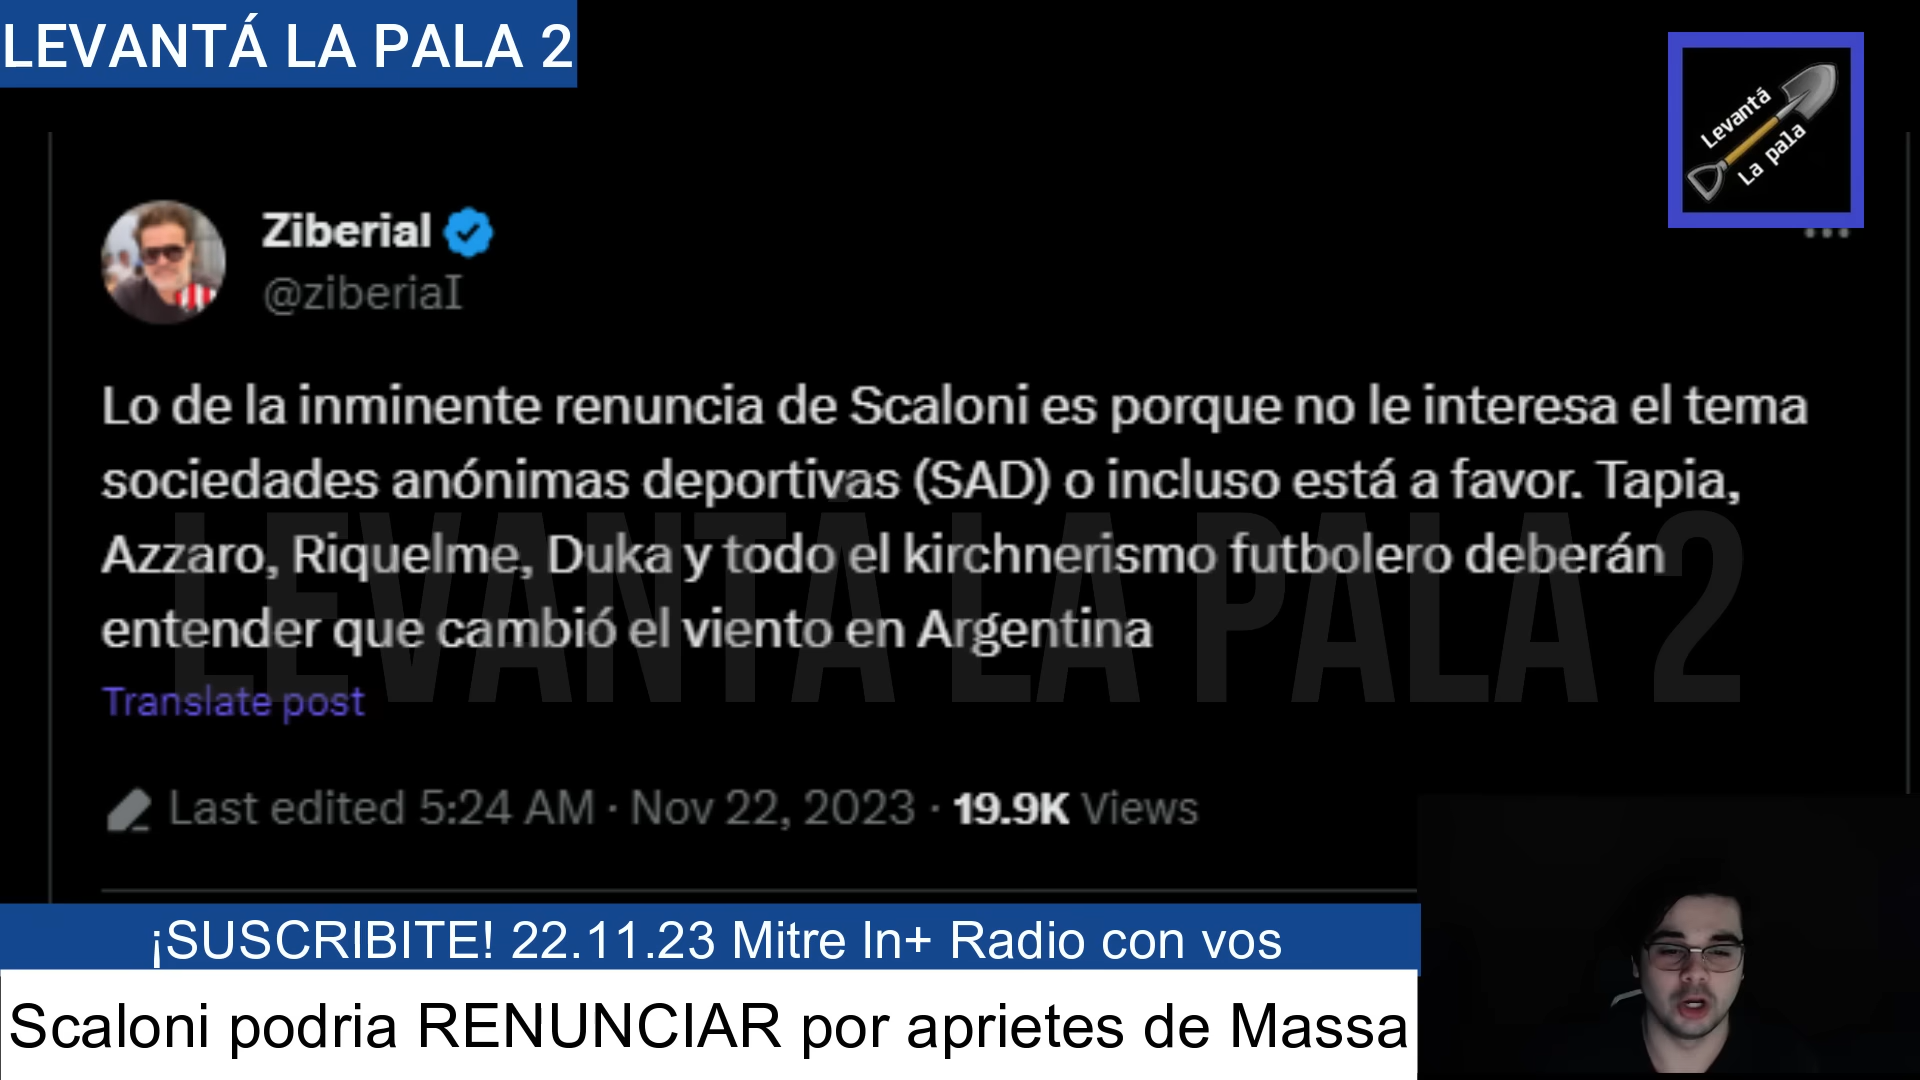 LEVANTÁ LA PALA 2
Levantá
La pala
Ziberial
@ziberiaI
Lo de la inminente renuncia de Scaloni es porque no le interesa el tema
sociedades anónimas deportivas (SAD) o incluso está a favor. Tapia,
Azzaro, Riquelme, Duka y todo el kirchnerismo futbolero deberán
entender que cambió el viento en Argentina
LEVANTÁ LA PALA 2
Translate post
Last edited 5:24 AM · Nov 22, 2023 · 19.9K Views
¡SUSCRIBITE! 22.11.23 Mitre In+ Radio con vos
Scaloni podria RENUNCIAR por aprietes de Massa